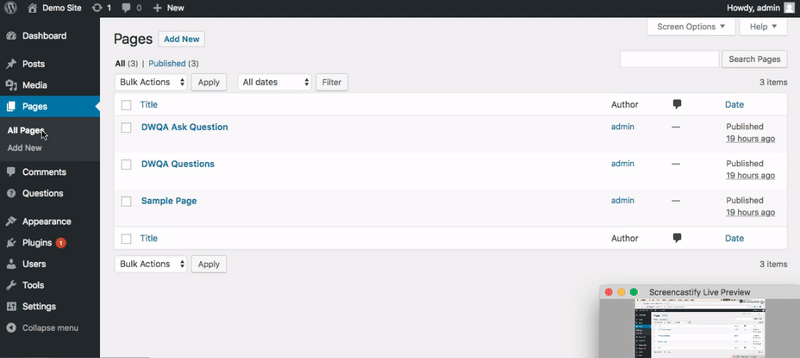 Demo Site 1 0 + New
Howdy, admin
Dashboard
Posts
Media
Pages
All Pages
Add New
Comments
Questions
Appearance
Plugins 1
Users
Tools
Settings
Collapse menu
Screen Options ▼ Help ▼
Pages Add New
All (3) | Published (3)
Search Pages
Bulk Actions Apply All dates Filter 3 items
Title Author Date
DWQA Ask Question admin — Published
19 hours ago
DWQA Questions admin — Published
19 hours ago
Sample Page admin — Published
19 hours ago
Title Author Date
Bulk Actions Apply 3 items
Screencastify Live Preview